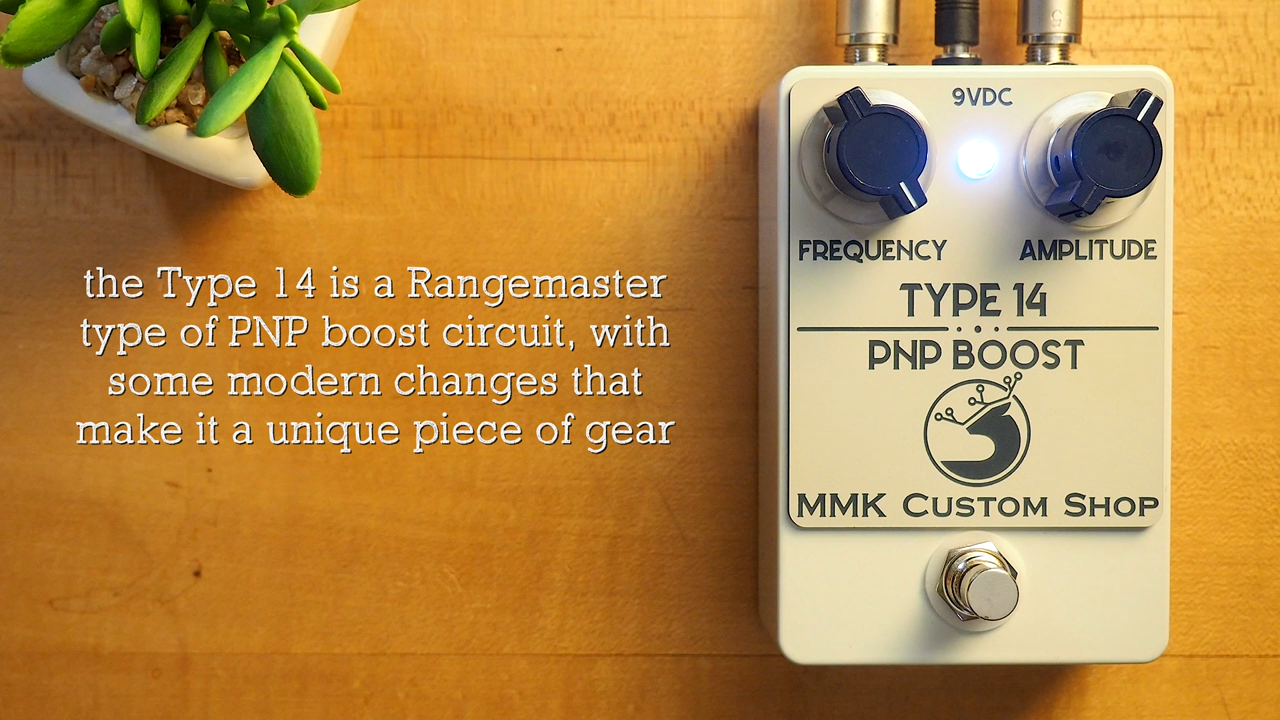 the Type 14 is a Rangemaster
type of PNP boost circuit, with
some modern changes that
make it a unique piece of gear
9VDC
FREQUENCY AMPLITUDE
TYPE 14
PNP BOOST
MMK CUSTOM SHOP